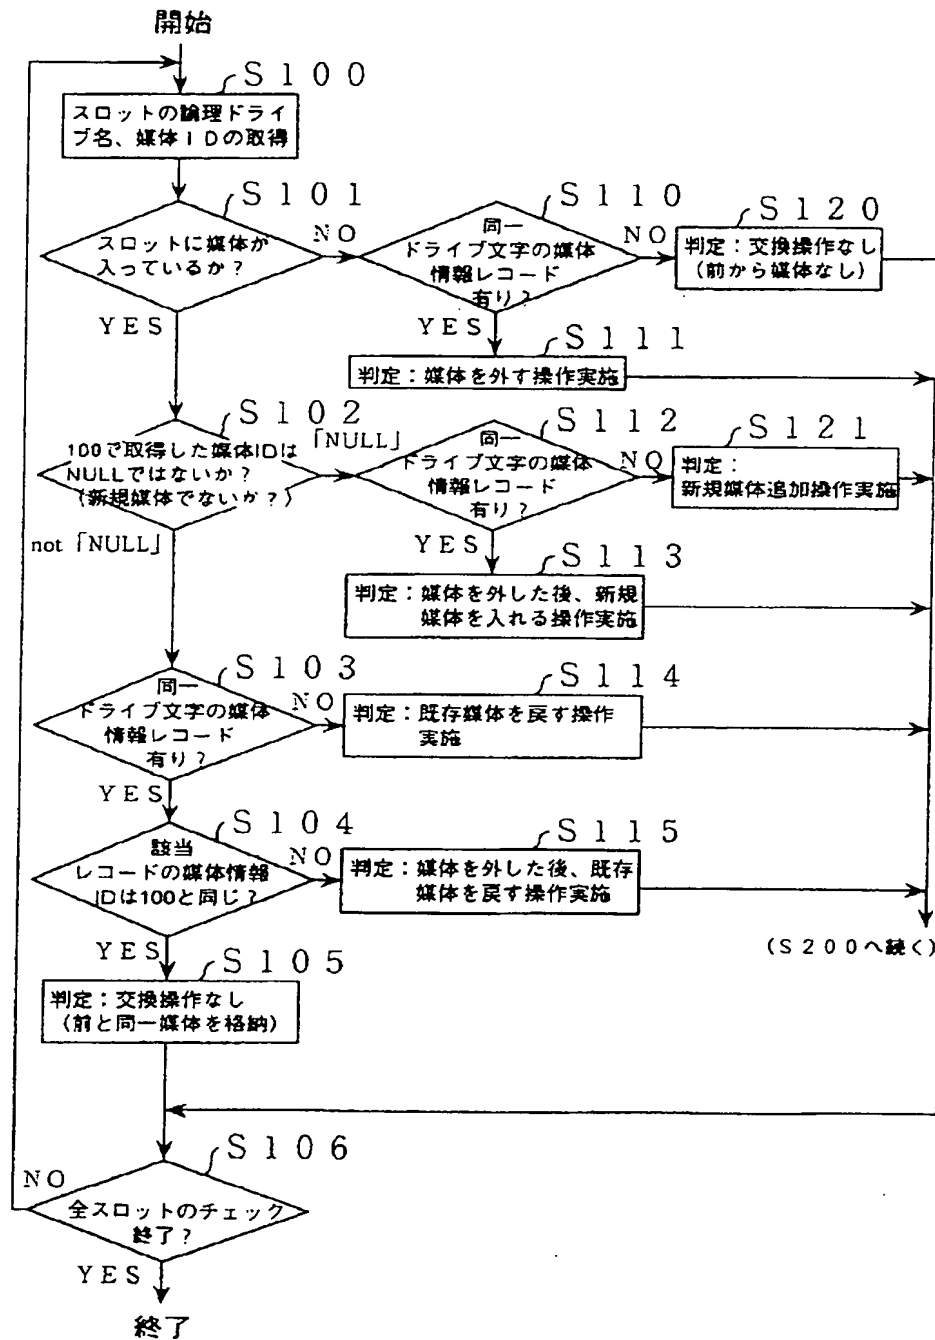 開始
S100
スロットの論理ドライ
ブ名、媒体IDの取得
S101
スロットに媒体が
入っているか?
NO
YES
S110
同一
ドライブ文字の媒体
情報レコード
有り?
NO
YES
S120
判定:交換操作なし
(前から媒体なし)
S111
判定:媒体を外す操作実施
S102
100で取得した媒体IDは
NULLではないか?
(新規媒体でないか?)
「NULL」
not「NULL」
S112
同一
ドライブ文字の媒体
情報レコード
有り?
NO
YES
S121
判定:
新規媒体追加操作実施
S113
判定:媒体を外した後、新規
媒体を入れる操作実施
S103
同一
ドライブ文字の媒体
情報レコード
有り?
NO
YES
S114
判定:既存媒体を戻す操作
実施
S104
該当
レコードの媒体情報
IDは100と同じ?
NO
YES
S115
判定:媒体を外した後、既存
媒体を戻す操作実施
(S200へ続く)
S105
判定:交換操作なし
(前と同一媒体を格納)
S106
全スロットのチェック
終了?
NO
YES
終了